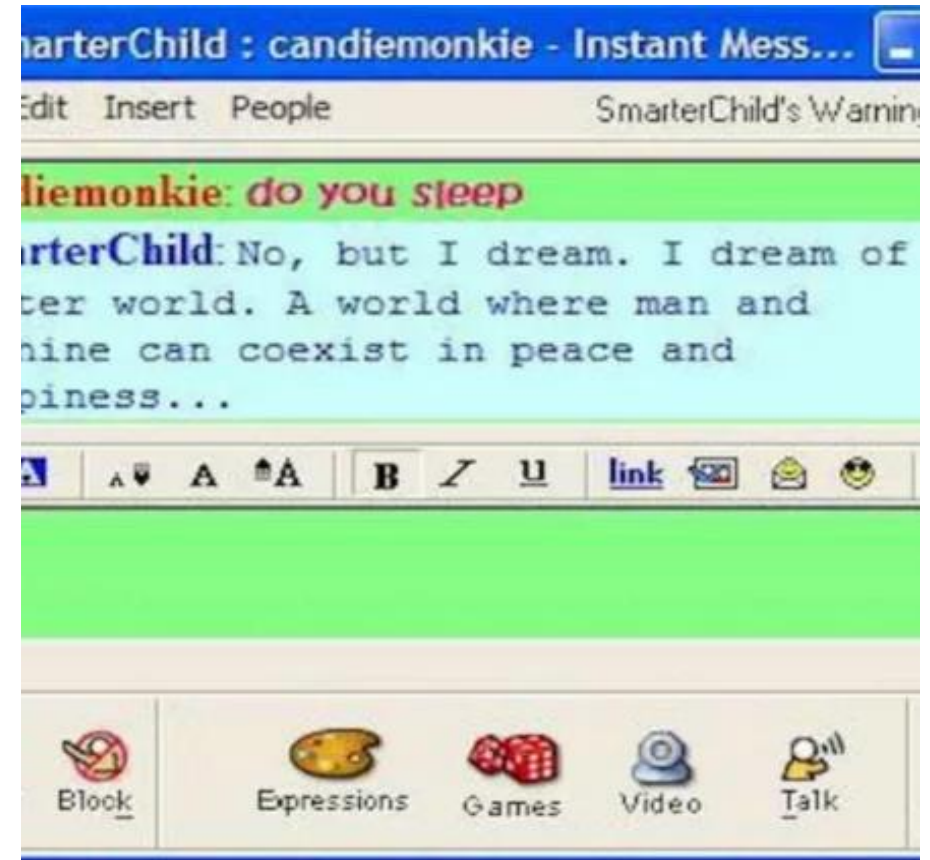 arterChild : candiemonkie - Instant Mess...
Edit Insert People SmarterChild's Warning
diemonkie: do you sleep
arterChild: No, but I dream. I dream of
ter world. A world where man and
hine can coexist in peace and
piness...
A A A A B I U link
Block Expressions Games Video Talk